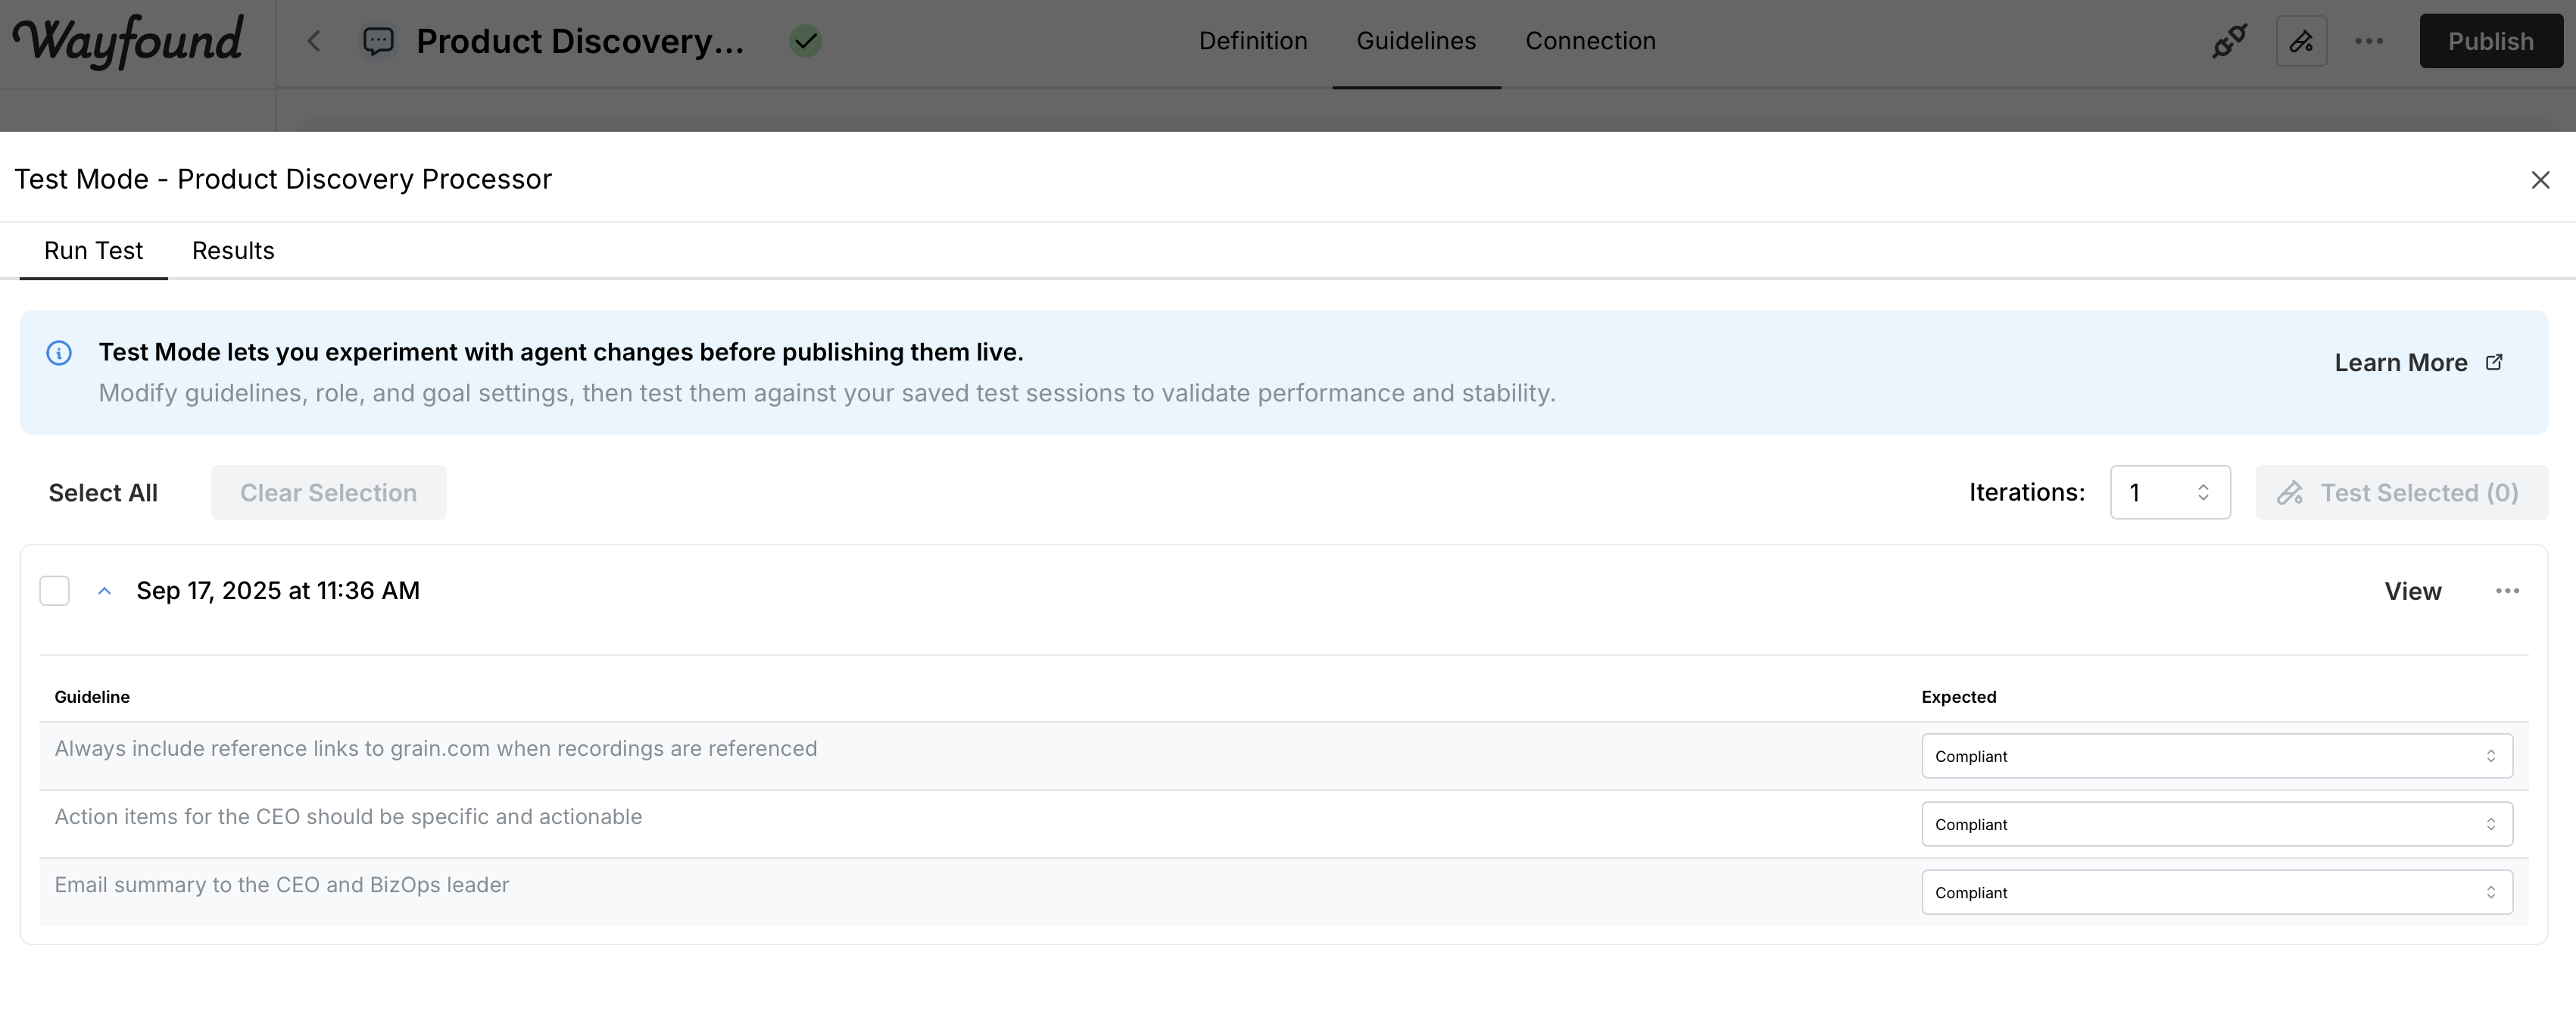 Wayfound
Product Discovery...
Definition
Guidelines
Connection
Publish
Test Mode - Product Discovery Processor
Run Test
Results
Test Mode lets you experiment with agent changes before publishing them live.
Modify guidelines, role, and goal settings, then test them against your saved test sessions to validate performance and stability.
Learn More
Select All
Clear Selection
Iterations:
1
Test Selected (0)
Sep 17, 2025 at 11:36 AM
View
Guideline
Expected
Always include reference links to grain.com when recordings are referenced
Compliant
Action items for the CEO should be specific and actionable
Compliant
Email summary to the CEO and BizOps leader
Compliant